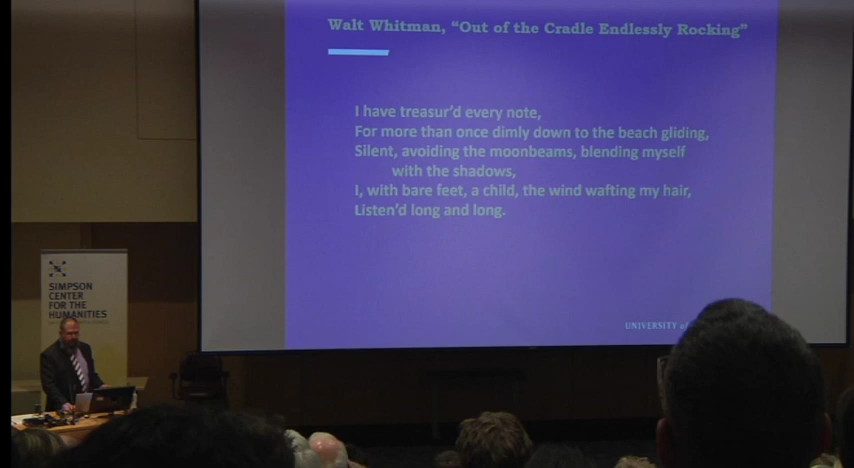 Walt Whitman, “Out of the Cradle Endlessly Rocking”
I have treasur’d every note,
For more than once dimly down to the beach gliding,
Silent, avoiding the moonbeams, blending myself
with the shadows,
I, with bare feet, a child, the wind wafting my hair,
Listen’d long and long.
UNIVERSITY of
SIMPSON
CENTER
FOR THE
HUMANITIES